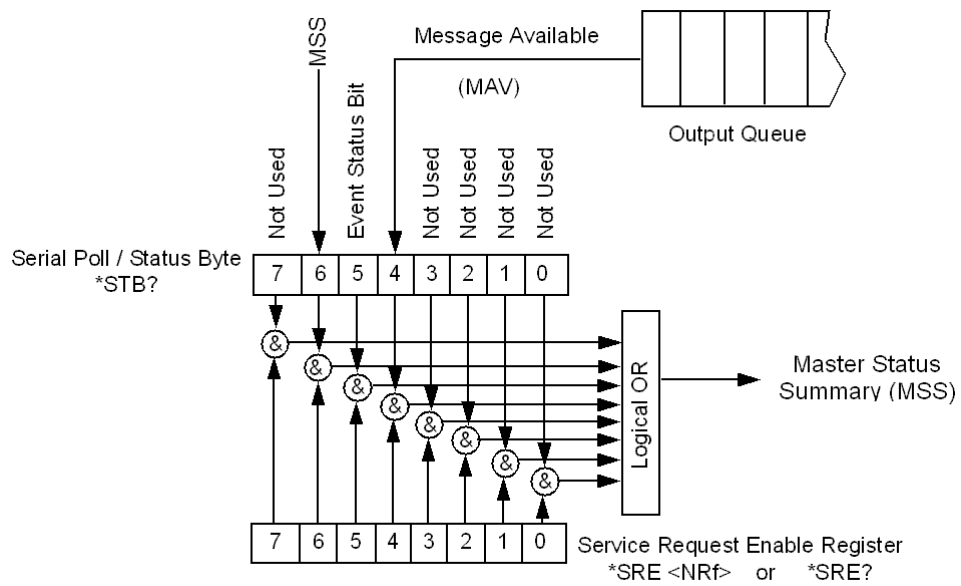 MSS
Message Available
(MAV)
Output Queue
Not Used
Event Status Bit
Not Used
Not Used
Not Used
Not Used
Serial Poll / Status Byte
*STB?
7 6 5 4 3 2 1 0
&
&
&
&
&
&
&
&
Logical OR
Master Status
Summary (MSS)
7 6 5 4 3 2 1 0
Service Request Enable Register
*SRE <NRf> or *SRE?